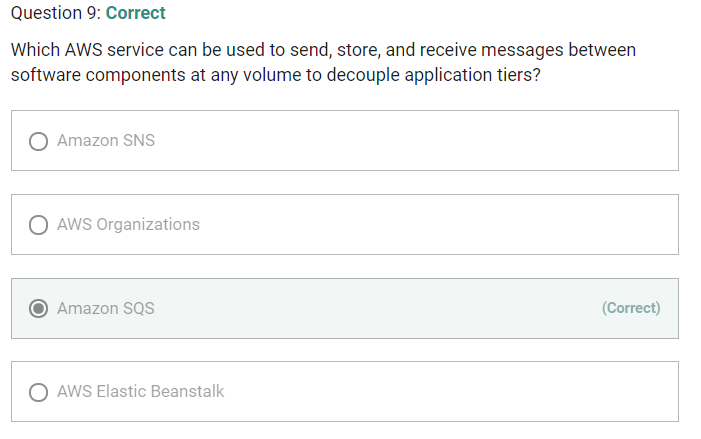 Question 9: Correct
Which AWS service can be used to send, store, and receive messages between
software components at any volume to decouple application tiers?
Amazon SNS
AWS Organizations
Amazon SQS (Correct)
AWS Elastic Beanstalk